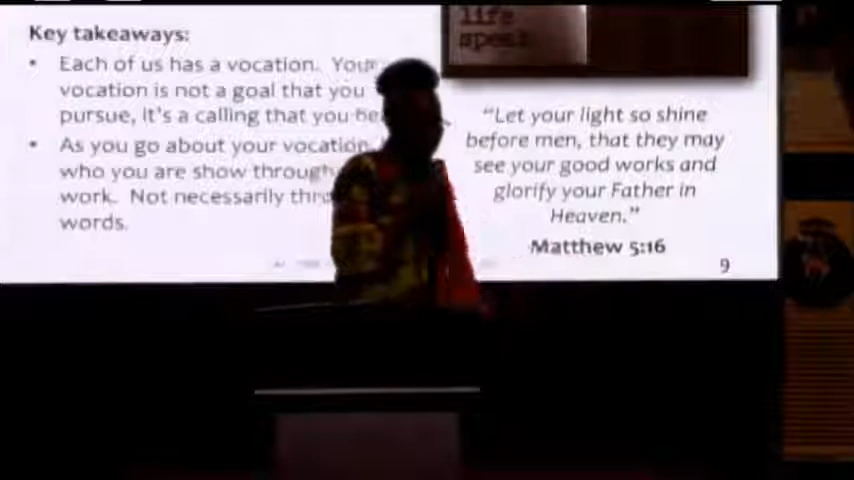 Key takeaways:
• Each of us has a vocation. Your
vocation is not a goal that you
pursue, it's a calling that you
• As you go about your vocation,
who you are show through
work. Not necessarily
words.
life
speak
"Let your light so shine
before men, that they may
see your good works and
glorify your Father in
Heaven."
Matthew 5:16
9